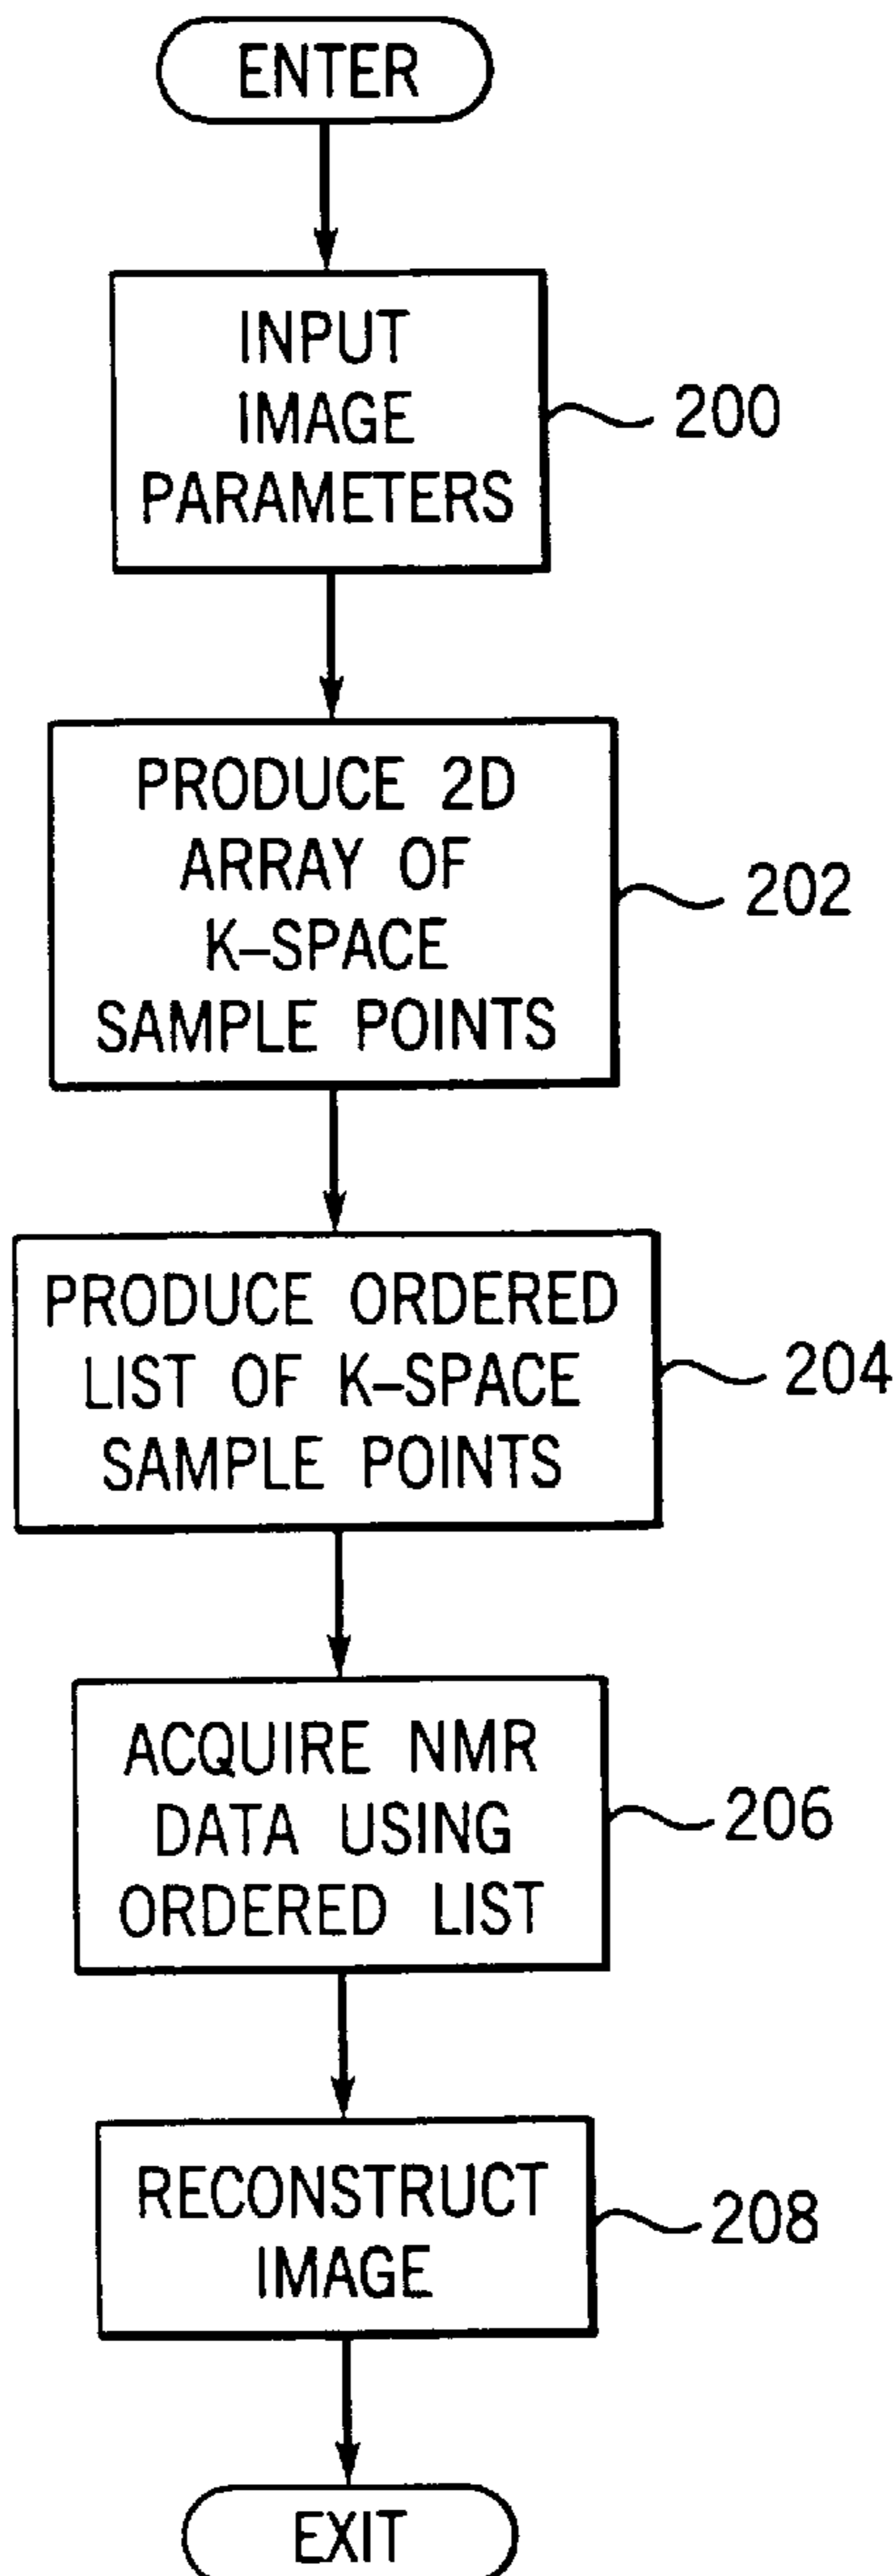 ENTER
INPUT
IMAGE
PARAMETERS
200
PRODUCE 2D
ARRAY OF
K–SPACE
SAMPLE POINTS
202
PRODUCE ORDERED
LIST OF K–SPACE
SAMPLE POINTS
204
ACQUIRE NMR
DATA USING
ORDERED LIST
206
RECONSTRUCT
IMAGE
208
EXIT